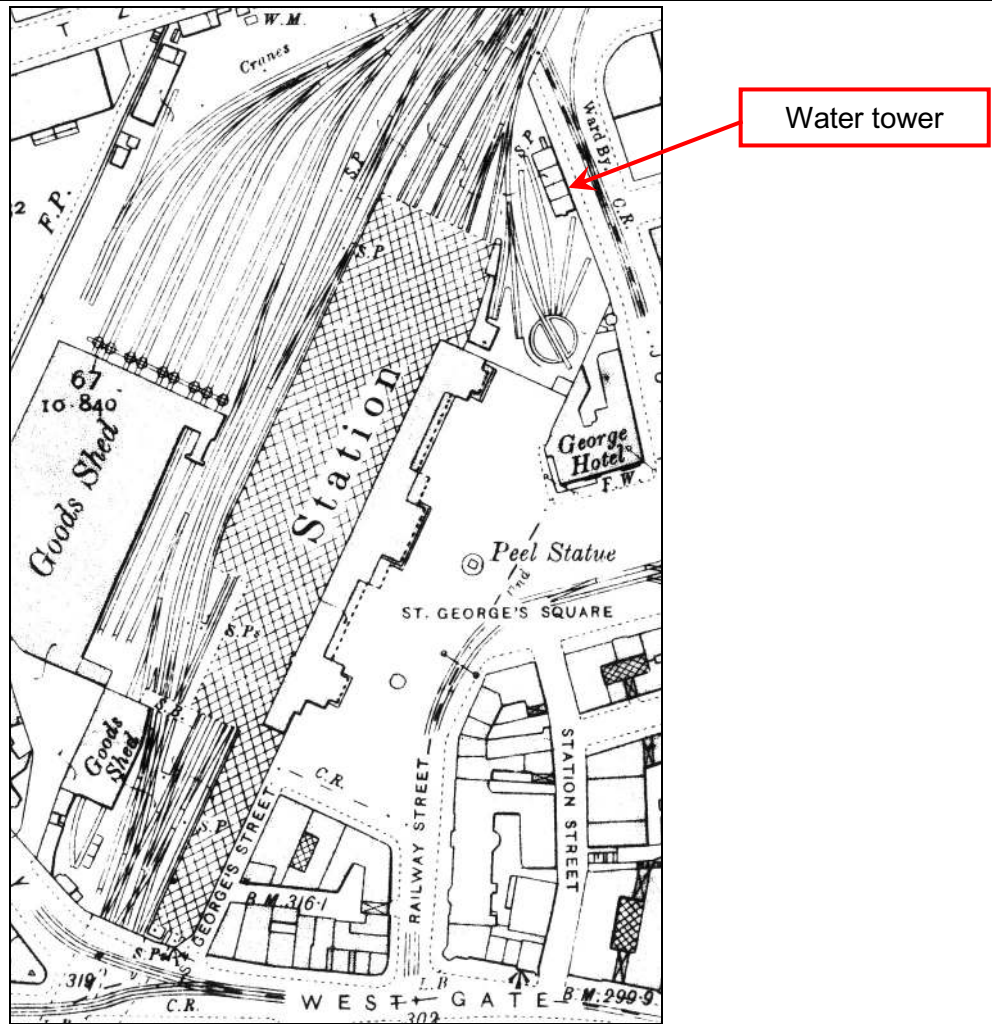 W.M.
Cranes
Water tower
Ward By.
S.P
S.P
C.R.
F.P.
S.P
67
10·840
Goods Shed
Station
George
Hotel
F.W
Peel Statue
ST. GEORGE'S SQUARE
S.Ps
S.B.
Goods
Shed
C.R.
S.P
GEORGE'S STREET
RAILWAY STREET
STATION STREET
B.M.316·1
319
C.R.
L.B
WEST GATE
B.M.299·9
302